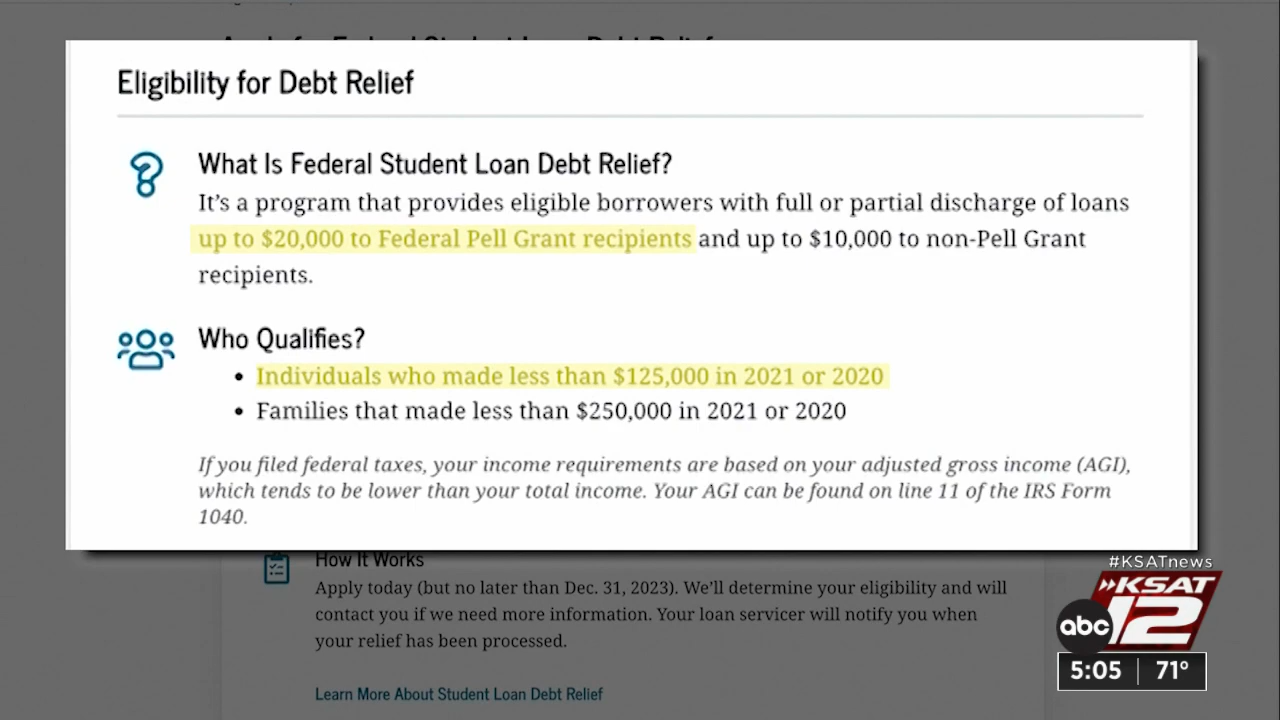 Apply for Federal Student Loan Debt Relief
Eligibility for Debt Relief
What Is Federal Student Loan Debt Relief?
It's a program that provides eligible borrowers with full or partial discharge of loans
up to $20,000 to Federal Pell Grant recipients and up to $10,000 to non-Pell Grant
recipients.
Who Qualifies?
• Individuals who made less than $125,000 in 2021 or 2020
• Families that made less than $250,000 in 2021 or 2020
If you filed federal taxes, your income requirements are based on your adjusted gross income (AGI),
which tends to be lower than your total income. Your AGI can be found on line 11 of the IRS Form
1040.
How It Works
Apply today (but no later than Dec. 31, 2023). We'll determine your eligibility and will
contact you if we need more information. Your loan servicer will notify you when
your relief has been processed.
Learn More About Student Loan Debt Relief
#KSATnews
KSAT
abc 12
5:05 71°